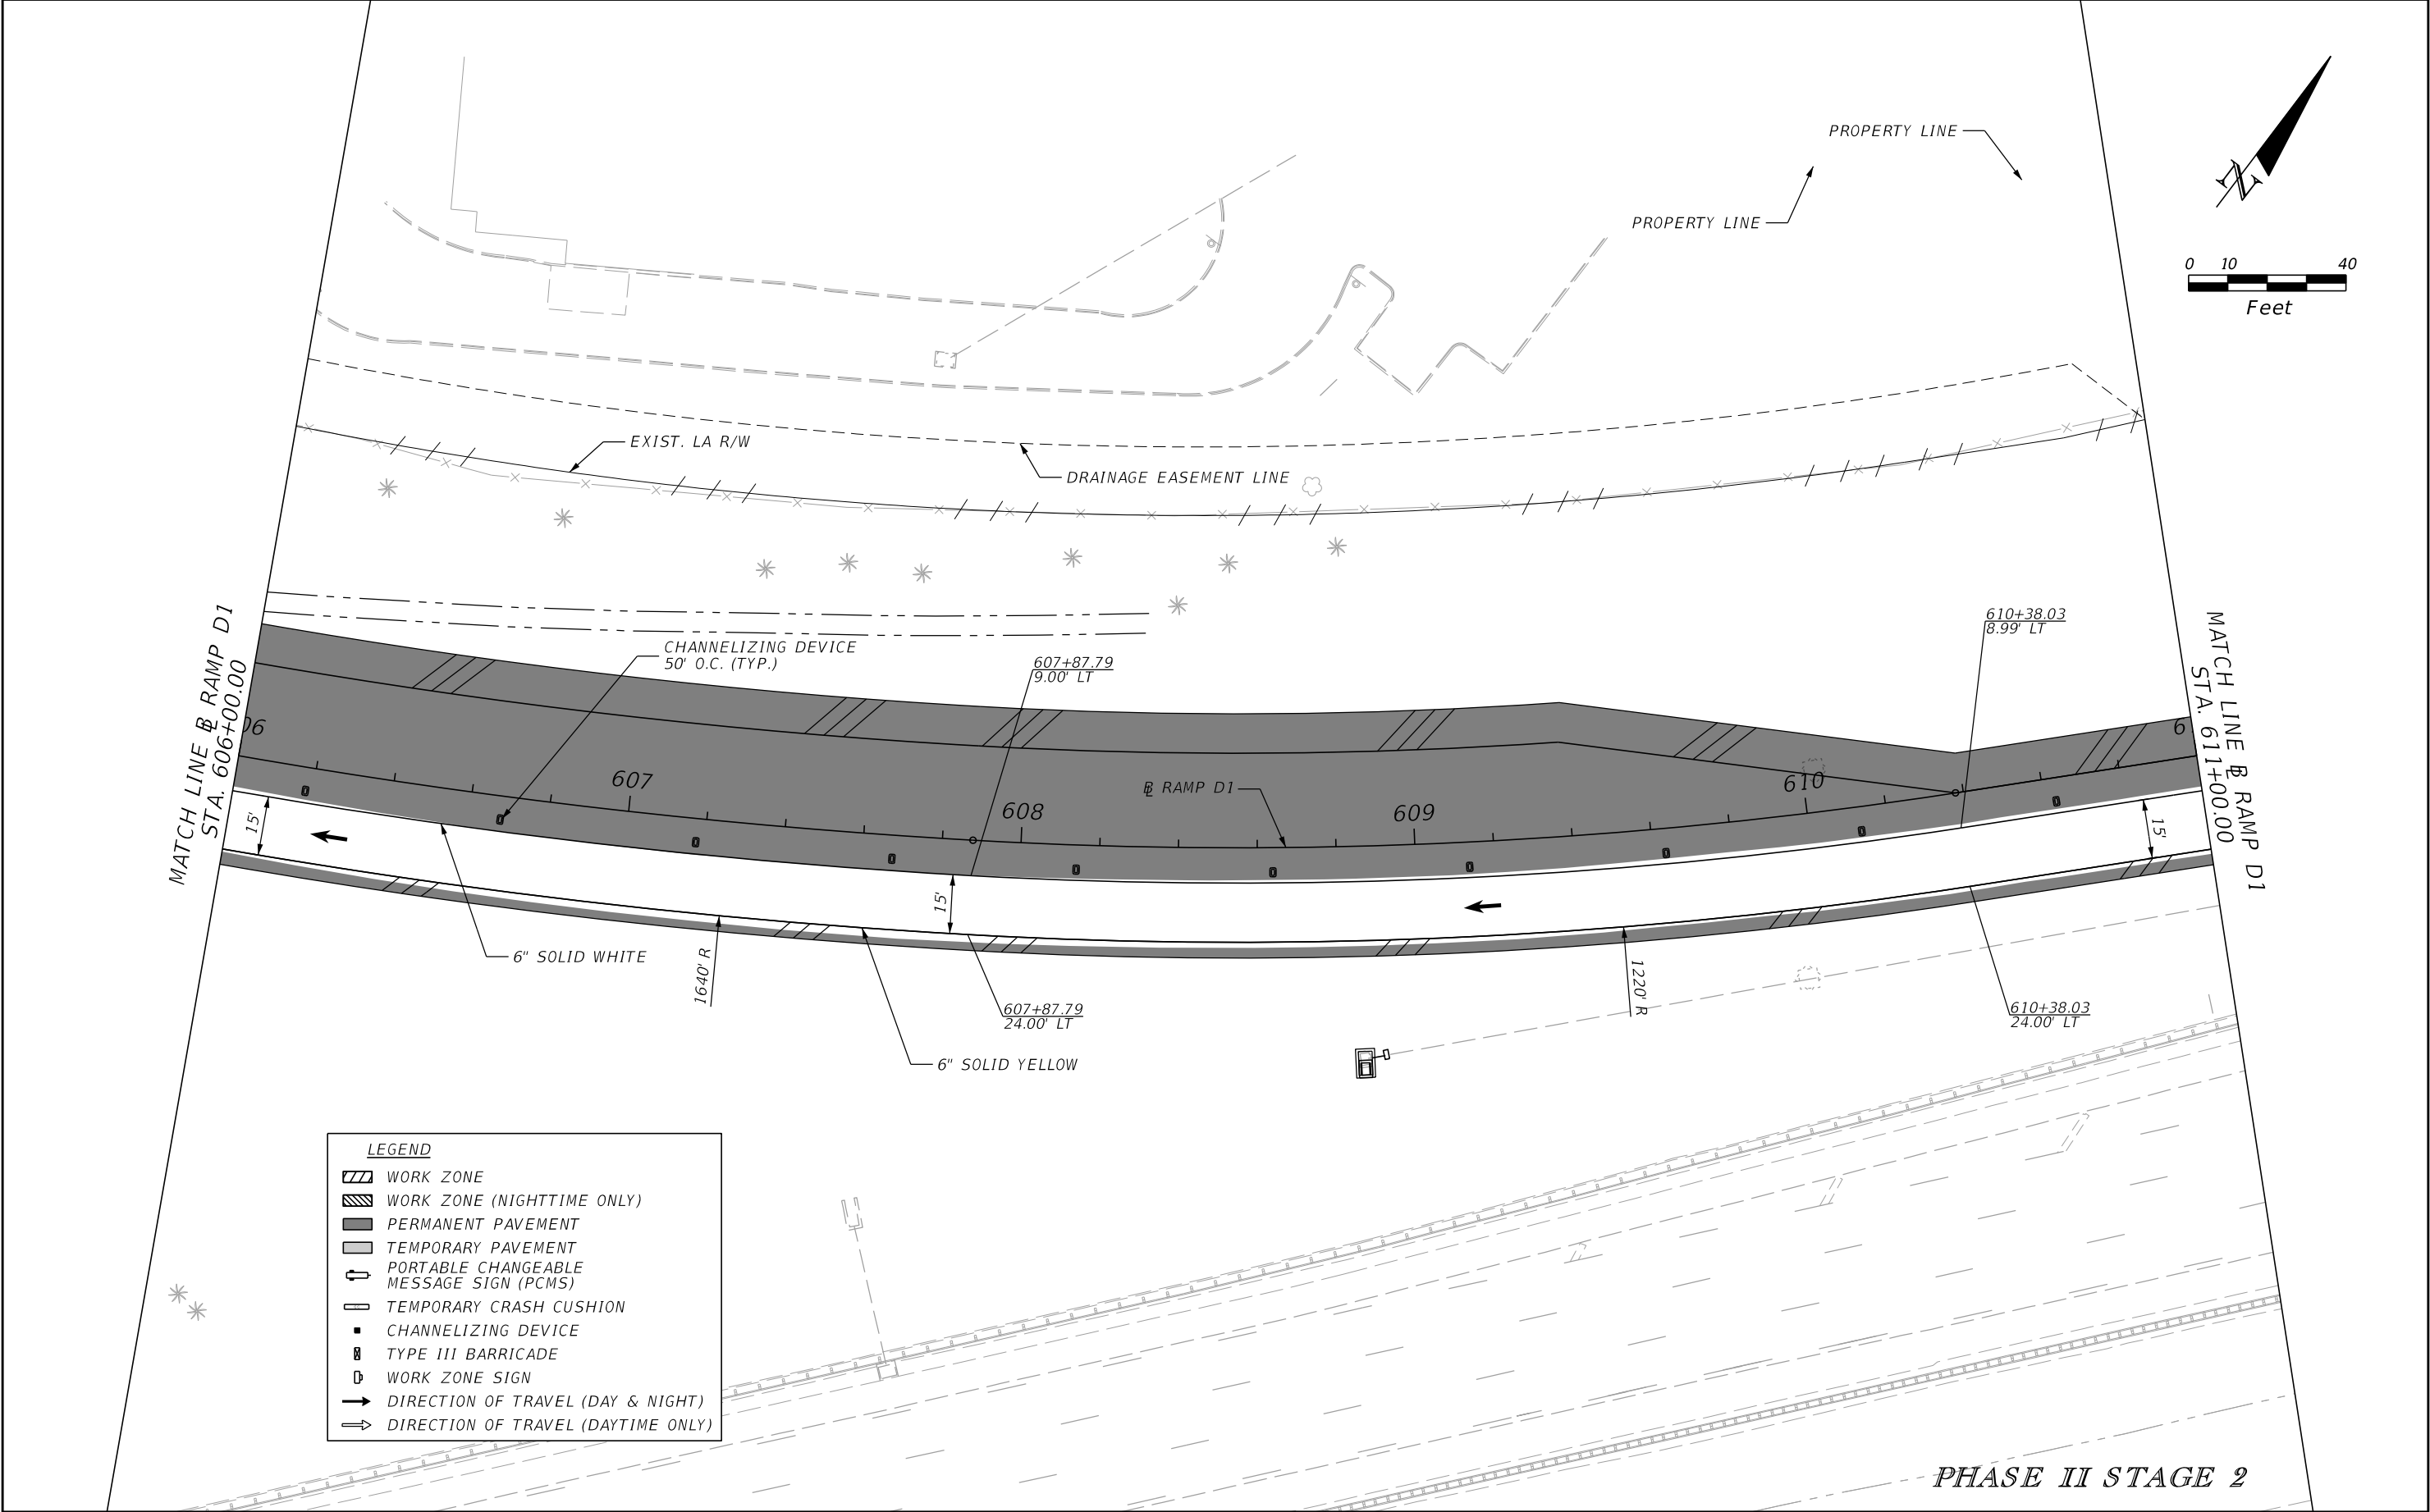 PROPERTY LINE
PROPERTY LINE
N
0 10 40
Feet
EXIST. LA R/W
DRAINAGE EASEMENT LINE
MATCH LINE ℄ RAMP D1
STA. 606+00.00
CHANNELIZING DEVICE
50' O.C. (TYP.)
607+87.79
9.00' LT
610+38.03
8.99' LT
MATCH LINE ℄ RAMP D1
STA. 611+00.00
06
607
608
609
610
6
℄ RAMP D1
15'
15'
15'
6" SOLID WHITE
1640' R
607+87.79
24.00' LT
6" SOLID YELLOW
1220' R
610+38.03
24.00' LT
LEGEND
WORK ZONE
WORK ZONE (NIGHTTIME ONLY)
PERMANENT PAVEMENT
TEMPORARY PAVEMENT
PORTABLE CHANGEABLE
MESSAGE SIGN (PCMS)
TEMPORARY CRASH CUSHION
CHANNELIZING DEVICE
TYPE III BARRICADE
WORK ZONE SIGN
DIRECTION OF TRAVEL (DAY & NIGHT)
DIRECTION OF TRAVEL (DAYTIME ONLY)
PHASE II STAGE 2